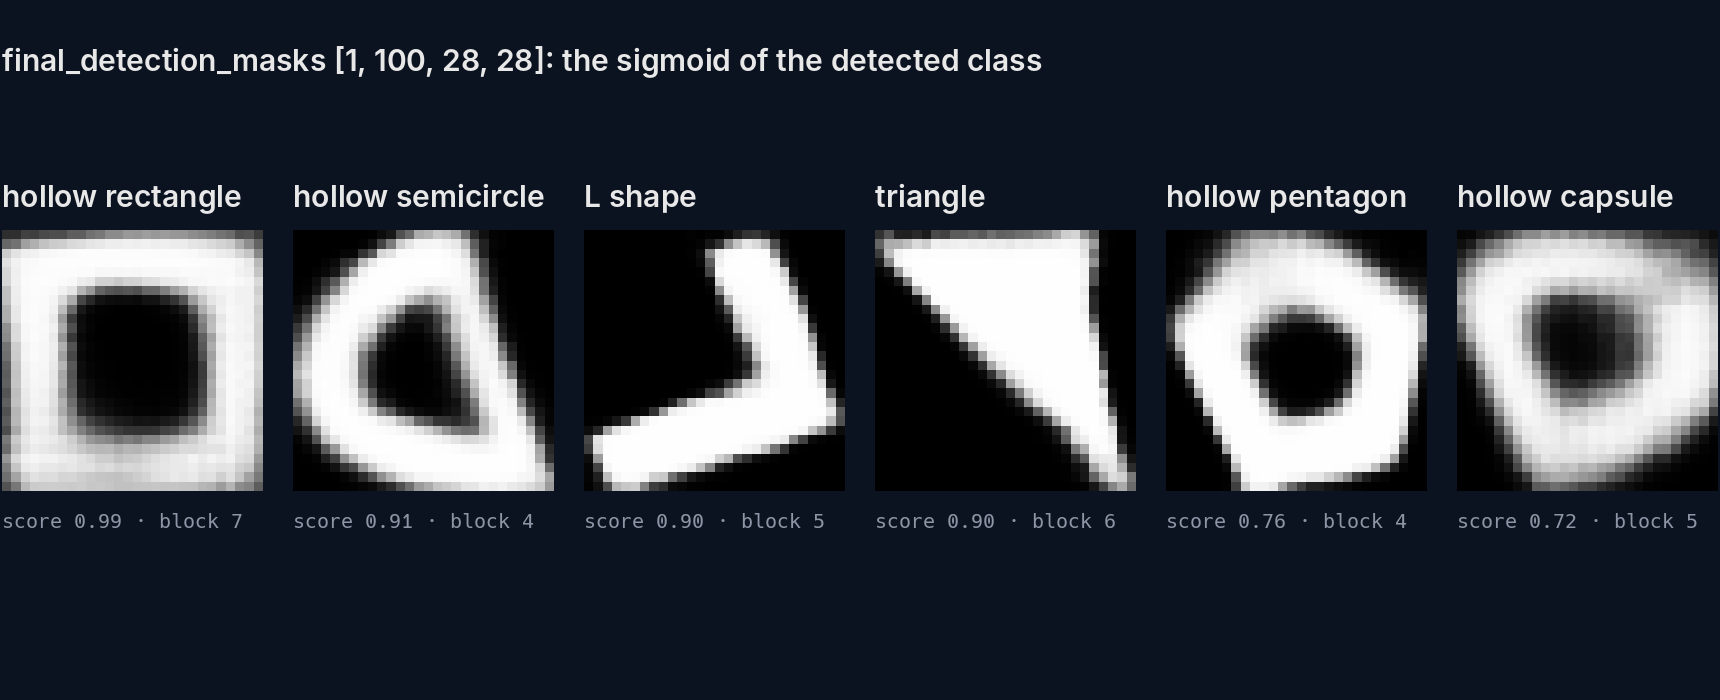 final_detection_masks [1, 100, 28, 28]: the sigmoid of the detected class
hollow rectangle hollow semicircle L shape triangle hollow pentagon hollow capsule
score 0.99 · block 7 score 0.91 · block 4 score 0.90 · block 5 score 0.90 · block 6 score 0.76 · block 4 score 0.72 · block 5